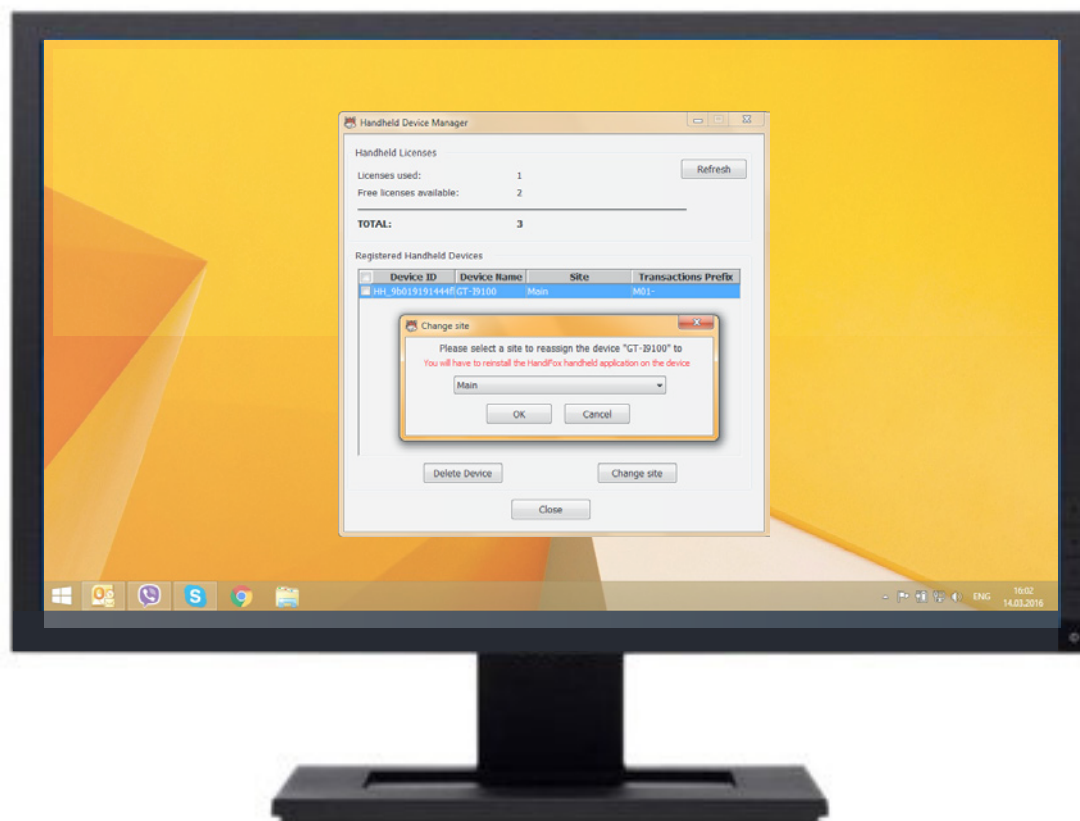 Handheld Device Manager
Handheld Licenses
Refresh
Licenses used: 1
Free licenses available: 2
TOTAL: 3
Registered Handheld Devices
Device ID Device Name Site Transactions Prefix
HH_9b019191444f GT-I9100 Main M01-
Change site
Please select a site to reassign the device "GT-I9100" to
You will have to reinstall the HandiFox handheld application on the device
Main
OK Cancel
Delete Device Change site
Close
ENG 16:02
14.03.2016
©